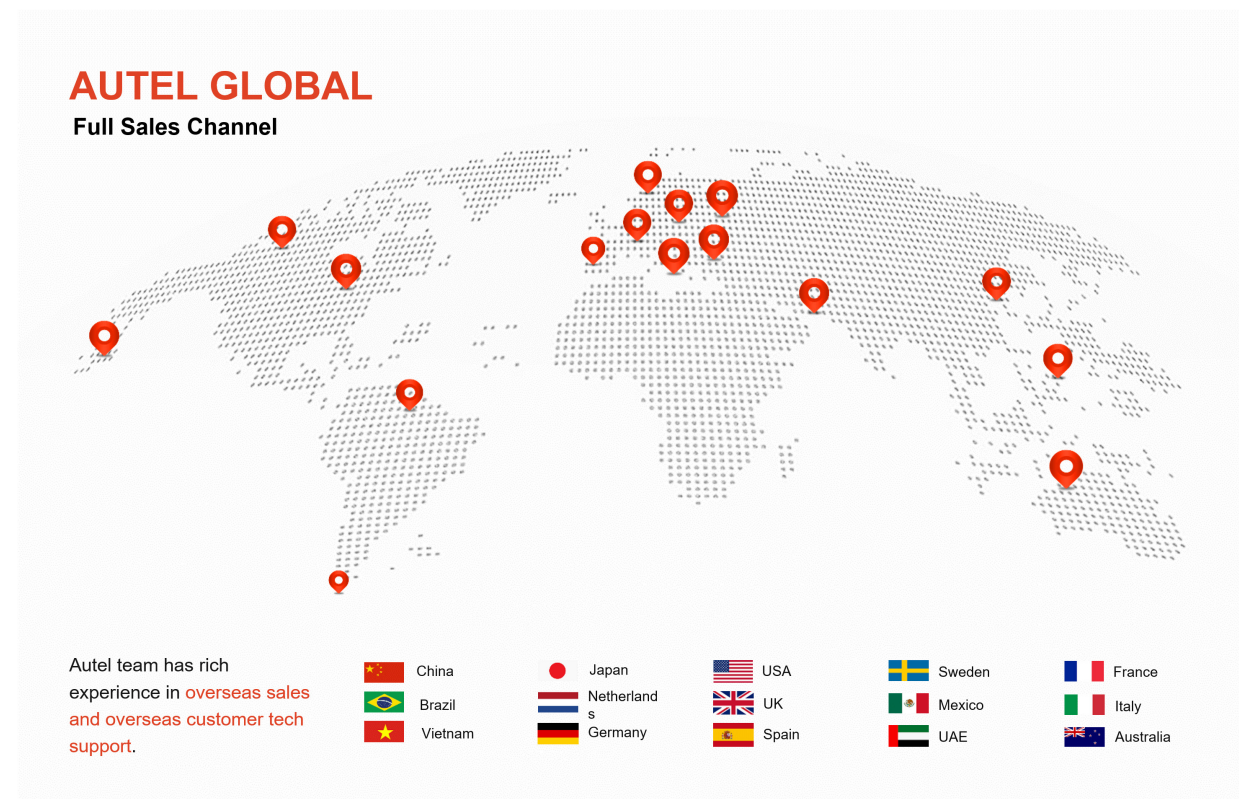 AUTEL GLOBAL
Full Sales Channel
Autel team has rich
experience in overseas sales
and overseas customer tech
support.
China
Japan
USA
Sweden
France
Brazil
Netherland
s
UK
Mexico
Italy
Vietnam
Germany
Spain
UAE
Australia